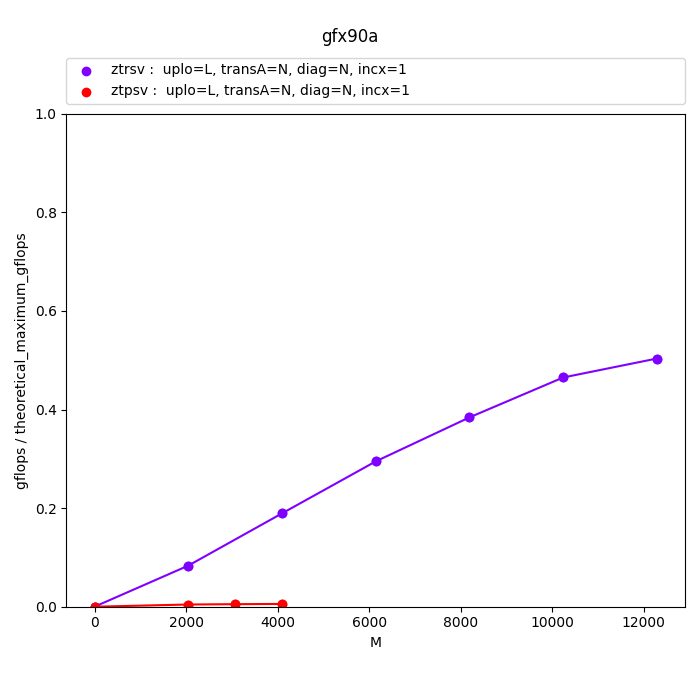 gfx90a
ztrsv :  uplo=L, transA=N, diag=N, incx=1
ztpsv :  uplo=L, transA=N, diag=N, incx=1
1.0
0.8
0.6
0.4
0.2
0.0
gflops / theoretical_maximum_gflops
0 2000 4000 6000 8000 10000 12000
M